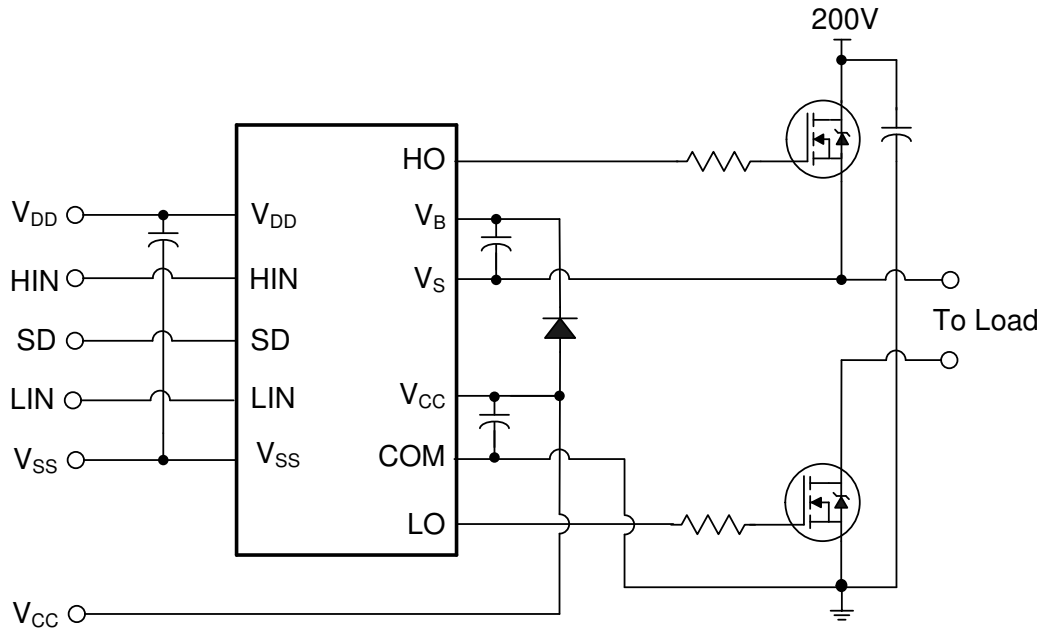 200V
HO
V_DD
V_DD
V_B
HIN
HIN
V_S
SD
SD
To Load
LIN
LIN
V_CC
V_SS
V_SS
COM
LO
V_CC